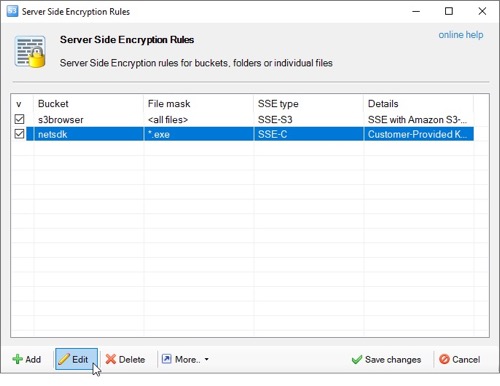 S3 Server Side Encryption Rules
online help
Server Side Encryption Rules
Server Side Encryption rules for buckets, folders or individual files
v Bucket File mask SSE type Details
s3browser <all files> SSE-S3 SSE with Amazon S3-...
netsdk *.exe SSE-C Customer-Provided K...
Add Edit Delete More.. Save changes Cancel